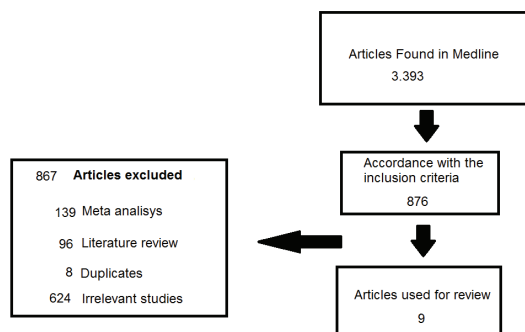 Articles Found in Medline
3.393
Accordance with the
inclusion criteria
876
867 Articles excluded
139 Meta analisys
96 Literature review
8 Duplicates
624 Irrelevant studies
Articles used for review
9